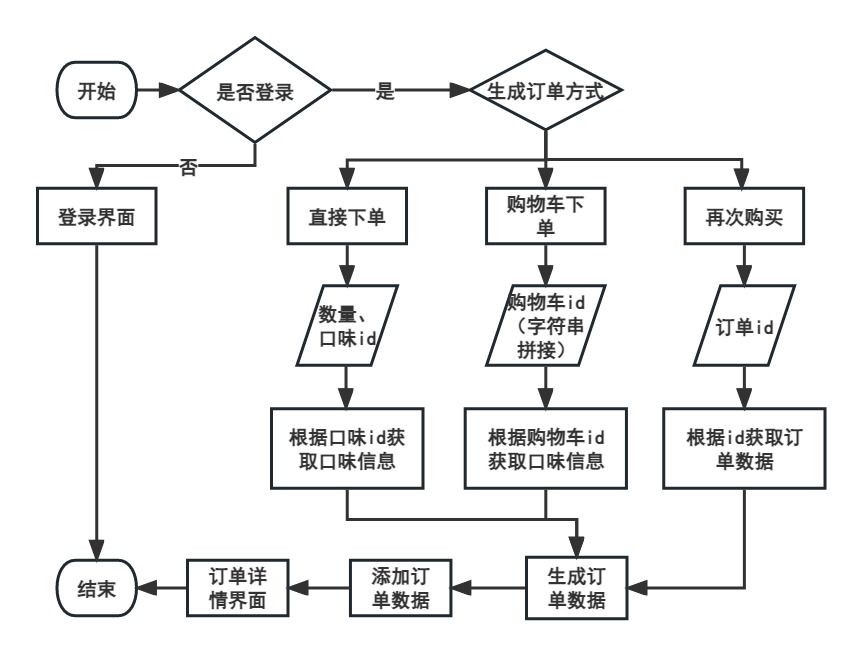 开始
是否登录
是
生成订单方式
否
登录界面
直接下单
购物车下
单
再次购买
数量、
口味id
购物车id
（字符串
拼接）
订单id
根据口味id获
取口味信息
根据购物车id
获取口味信息
根据id获取订
单数据
结束
订单详
情界面
添加订
单数据
生成订
单数据